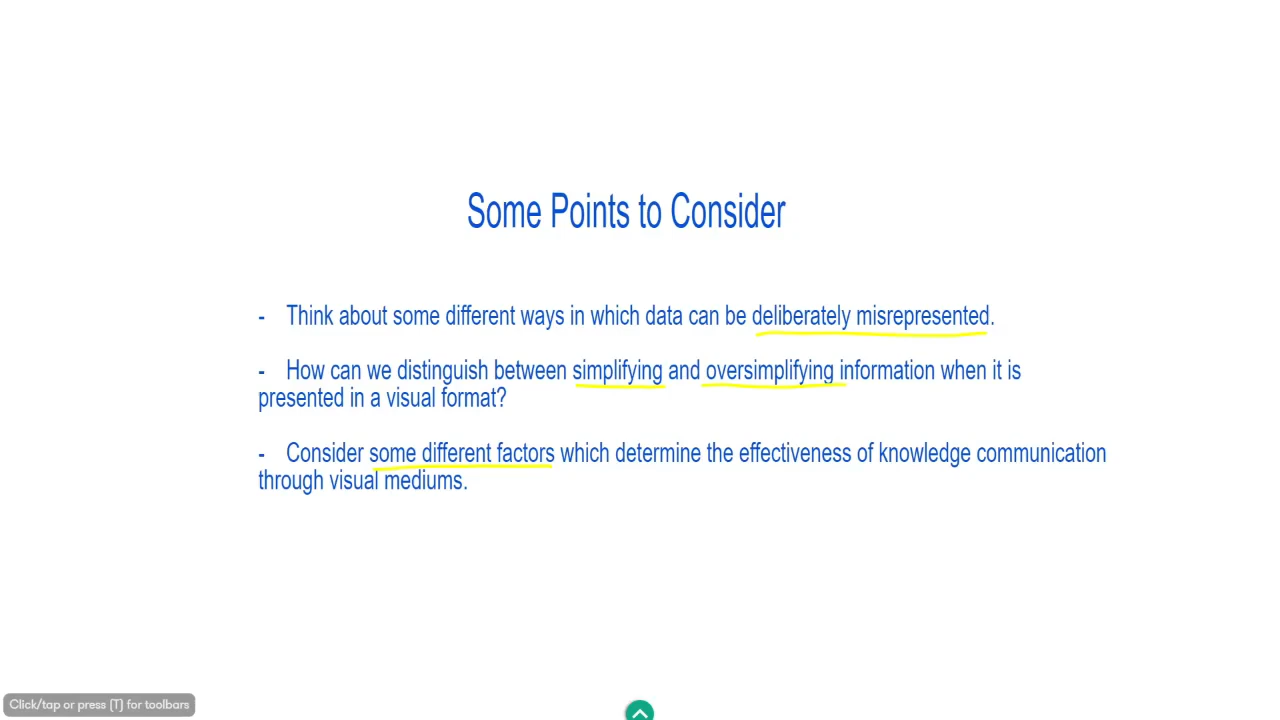 Some Points to Consider
- Think about some different ways in which data can be deliberately misrepresented.
- How can we distinguish between simplifying and oversimplifying information when it is
presented in a visual format?
- Consider some different factors which determine the effectiveness of knowledge communication
through visual mediums.
Click/tap or press (T) for toolbars